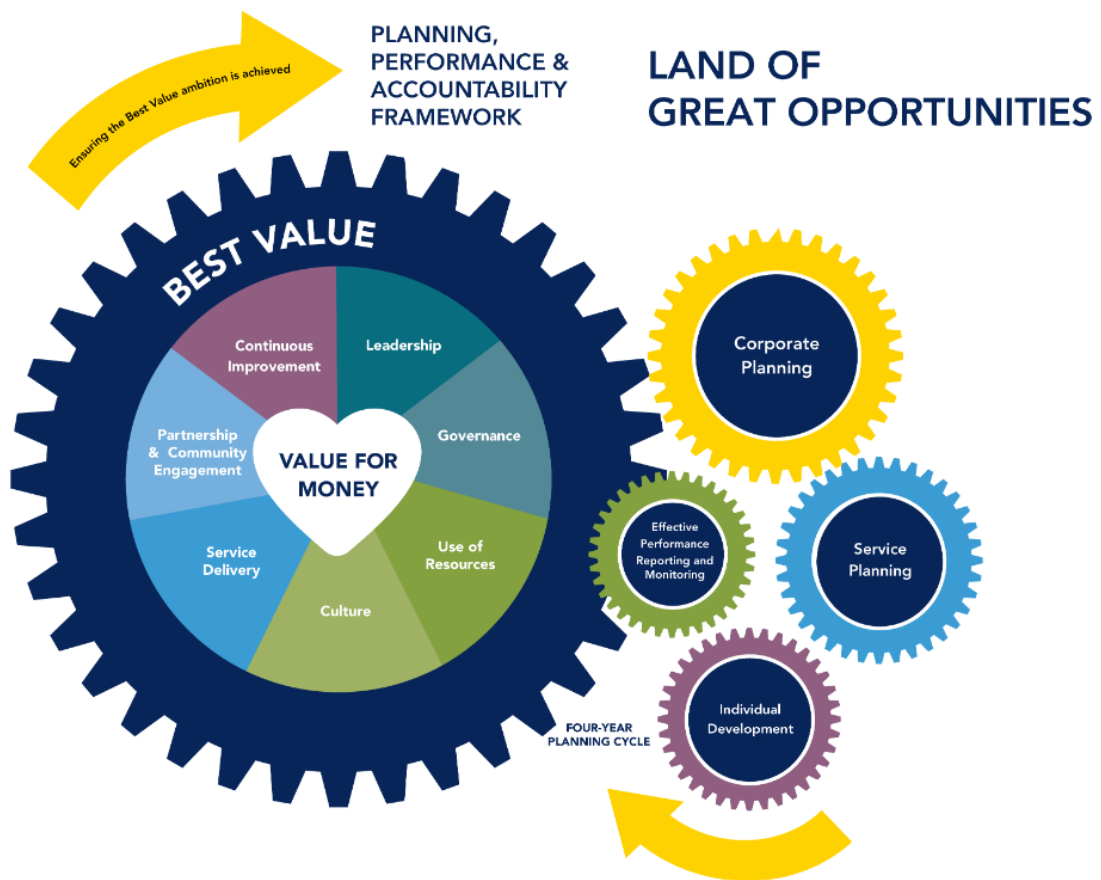 Ensuring the Best Value ambition is achieved
PLANNING,
PERFORMANCE &
ACCOUNTABILITY
FRAMEWORK
LAND OF
GREAT OPPORTUNITIES
BEST VALUE
Continuous
Improvement
Leadership
Partnership
& Community
Engagement
Governance
VALUE FOR
MONEY
Service
Delivery
Use of
Resources
Culture
Corporate
Planning
Effective
Performance
Reporting and
Monitoring
Service
Planning
Individual
Development
FOUR-YEAR
PLANNING CYCLE